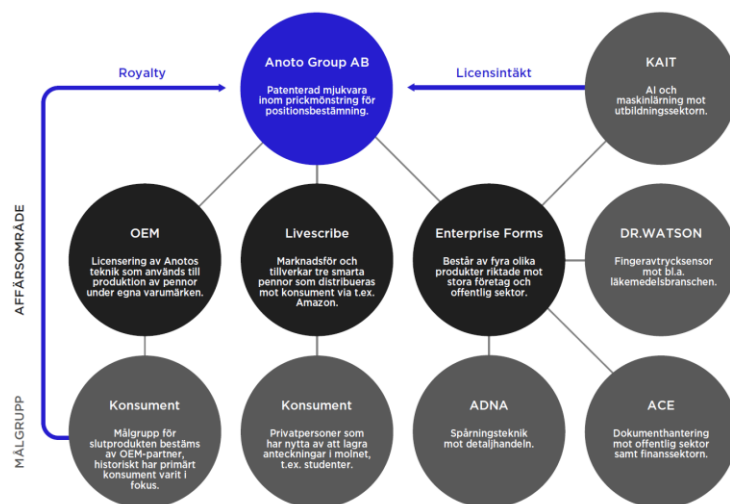 Anoto Group AB
Patenterad mjukvara
inom prickmönstring för
positionsbestämning.
Royalty
Licensintäkt
KAIT
AI och
maskinlärning mot
utbildningssektorn.
AFFÄRSOMRÅDE
OEM
Licensering av Anotos
teknik som används till
produktion av pennor
under egna varumärken.
Livescribe
Marknadsför och
tillverkar tre smarta
pennor som distribueras
mot konsument via t.ex.
Amazon.
Enterprise Forms
Består av fyra olika
produkter riktade mot
stora företag och
offentlig sektor.
DR.WATSON
Fingeravtrycksensor
mot bl.a.
läkemedelsbranschen.
MÅLGRUPP
Konsument
Målgrupp för
slutprodukten bestäms
av OEM-partner,
historiskt har primärt
konsument varit i
fokus.
Konsument
Privatpersoner som
har nytta av att lagra
anteckningar i molnet,
t.ex. studenter.
ADNA
Spårningsteknik
mot detaljhandeln.
ACE
Dokumenthantering
mot offentlig sektor
samt finanssektorn.